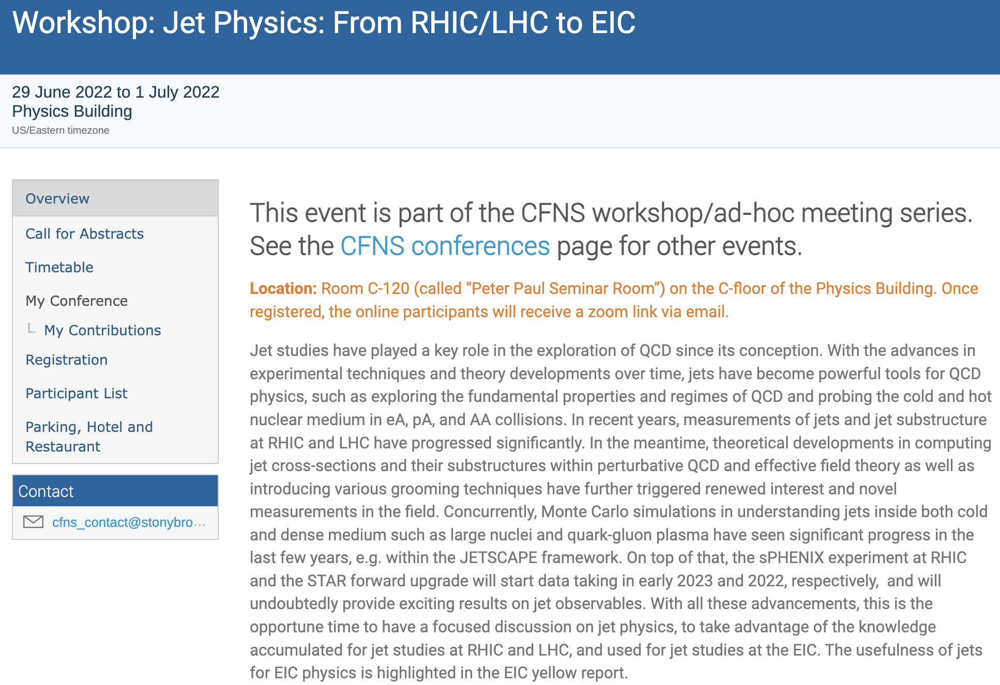 Workshop: Jet Physics: From RHIC/LHC to EIC
29 June 2022 to 1 July 2022
Physics Building
US/Eastern timezone
Overview
Call for Abstracts
Timetable
My Conference
My Contributions
Registration
Participant List
Parking, Hotel and
Restaurant
Contact
cfns_contact@stonybro...
This event is part of the CFNS workshop/ad-hoc meeting series.
See the CFNS conferences page for other events.
Location: Room C-120 (called “Peter Paul Seminar Room”) on the C-floor of the Physics Building. Once
registered, the online participants will receive a zoom link via email.
Jet studies have played a key role in the exploration of QCD since its conception. With the advances in
experimental techniques and theory developments over time, jets have become powerful tools for QCD
physics, such as exploring the fundamental properties and regimes of QCD and probing the cold and hot
nuclear medium in eA, pA, and AA collisions. In recent years, measurements of jets and jet substructure
at RHIC and LHC have progressed significantly. In the meantime, theoretical developments in computing
jet cross-sections and their substructures within perturbative QCD and effective field theory as well as
introducing various grooming techniques have further triggered renewed interest and novel
measurements in the field. Concurrently, Monte Carlo simulations in understanding jets inside both cold
and dense medium such as large nuclei and quark-gluon plasma have seen significant progress in the
last few years, e.g. within the JETSCAPE framework. On top of that, the sPHENIX experiment at RHIC
and the STAR forward upgrade will start data taking in early 2023 and 2022, respectively,  and will
undoubtedly provide exciting results on jet observables. With all these advancements, this is the
opportune time to have a focused discussion on jet physics, to take advantage of the knowledge
accumulated for jet studies at RHIC and LHC, and used for jet studies at the EIC. The usefulness of jets
for EIC physics is highlighted in the EIC yellow report.